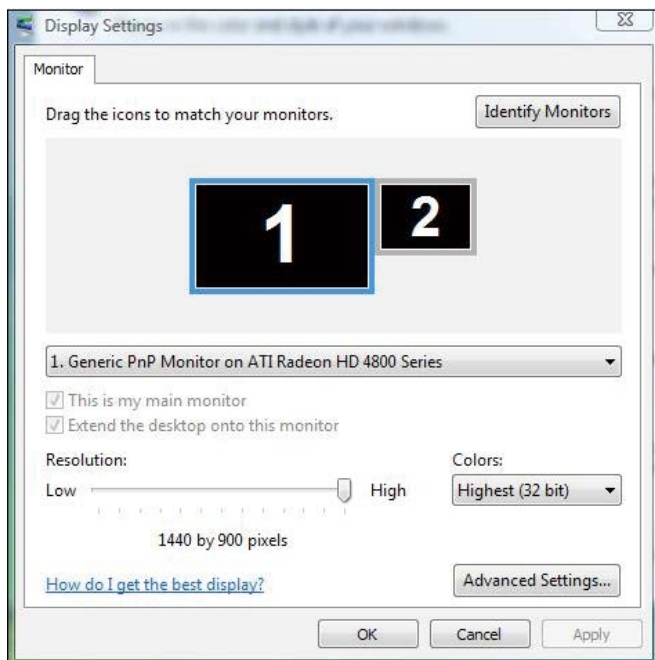 Display Settings
Monitor
Drag the icons to match your monitors.
Identify Monitors
1
2
1. Generic PnP Monitor on ATI Radeon HD 4800 Series
This is my main monitor
Extend the desktop onto this monitor
Resolution:
Colors:
Low
High
Highest (32 bit)
1440 by 900 pixels
How do I get the best display?
Advanced Settings...
OK
Cancel
Apply